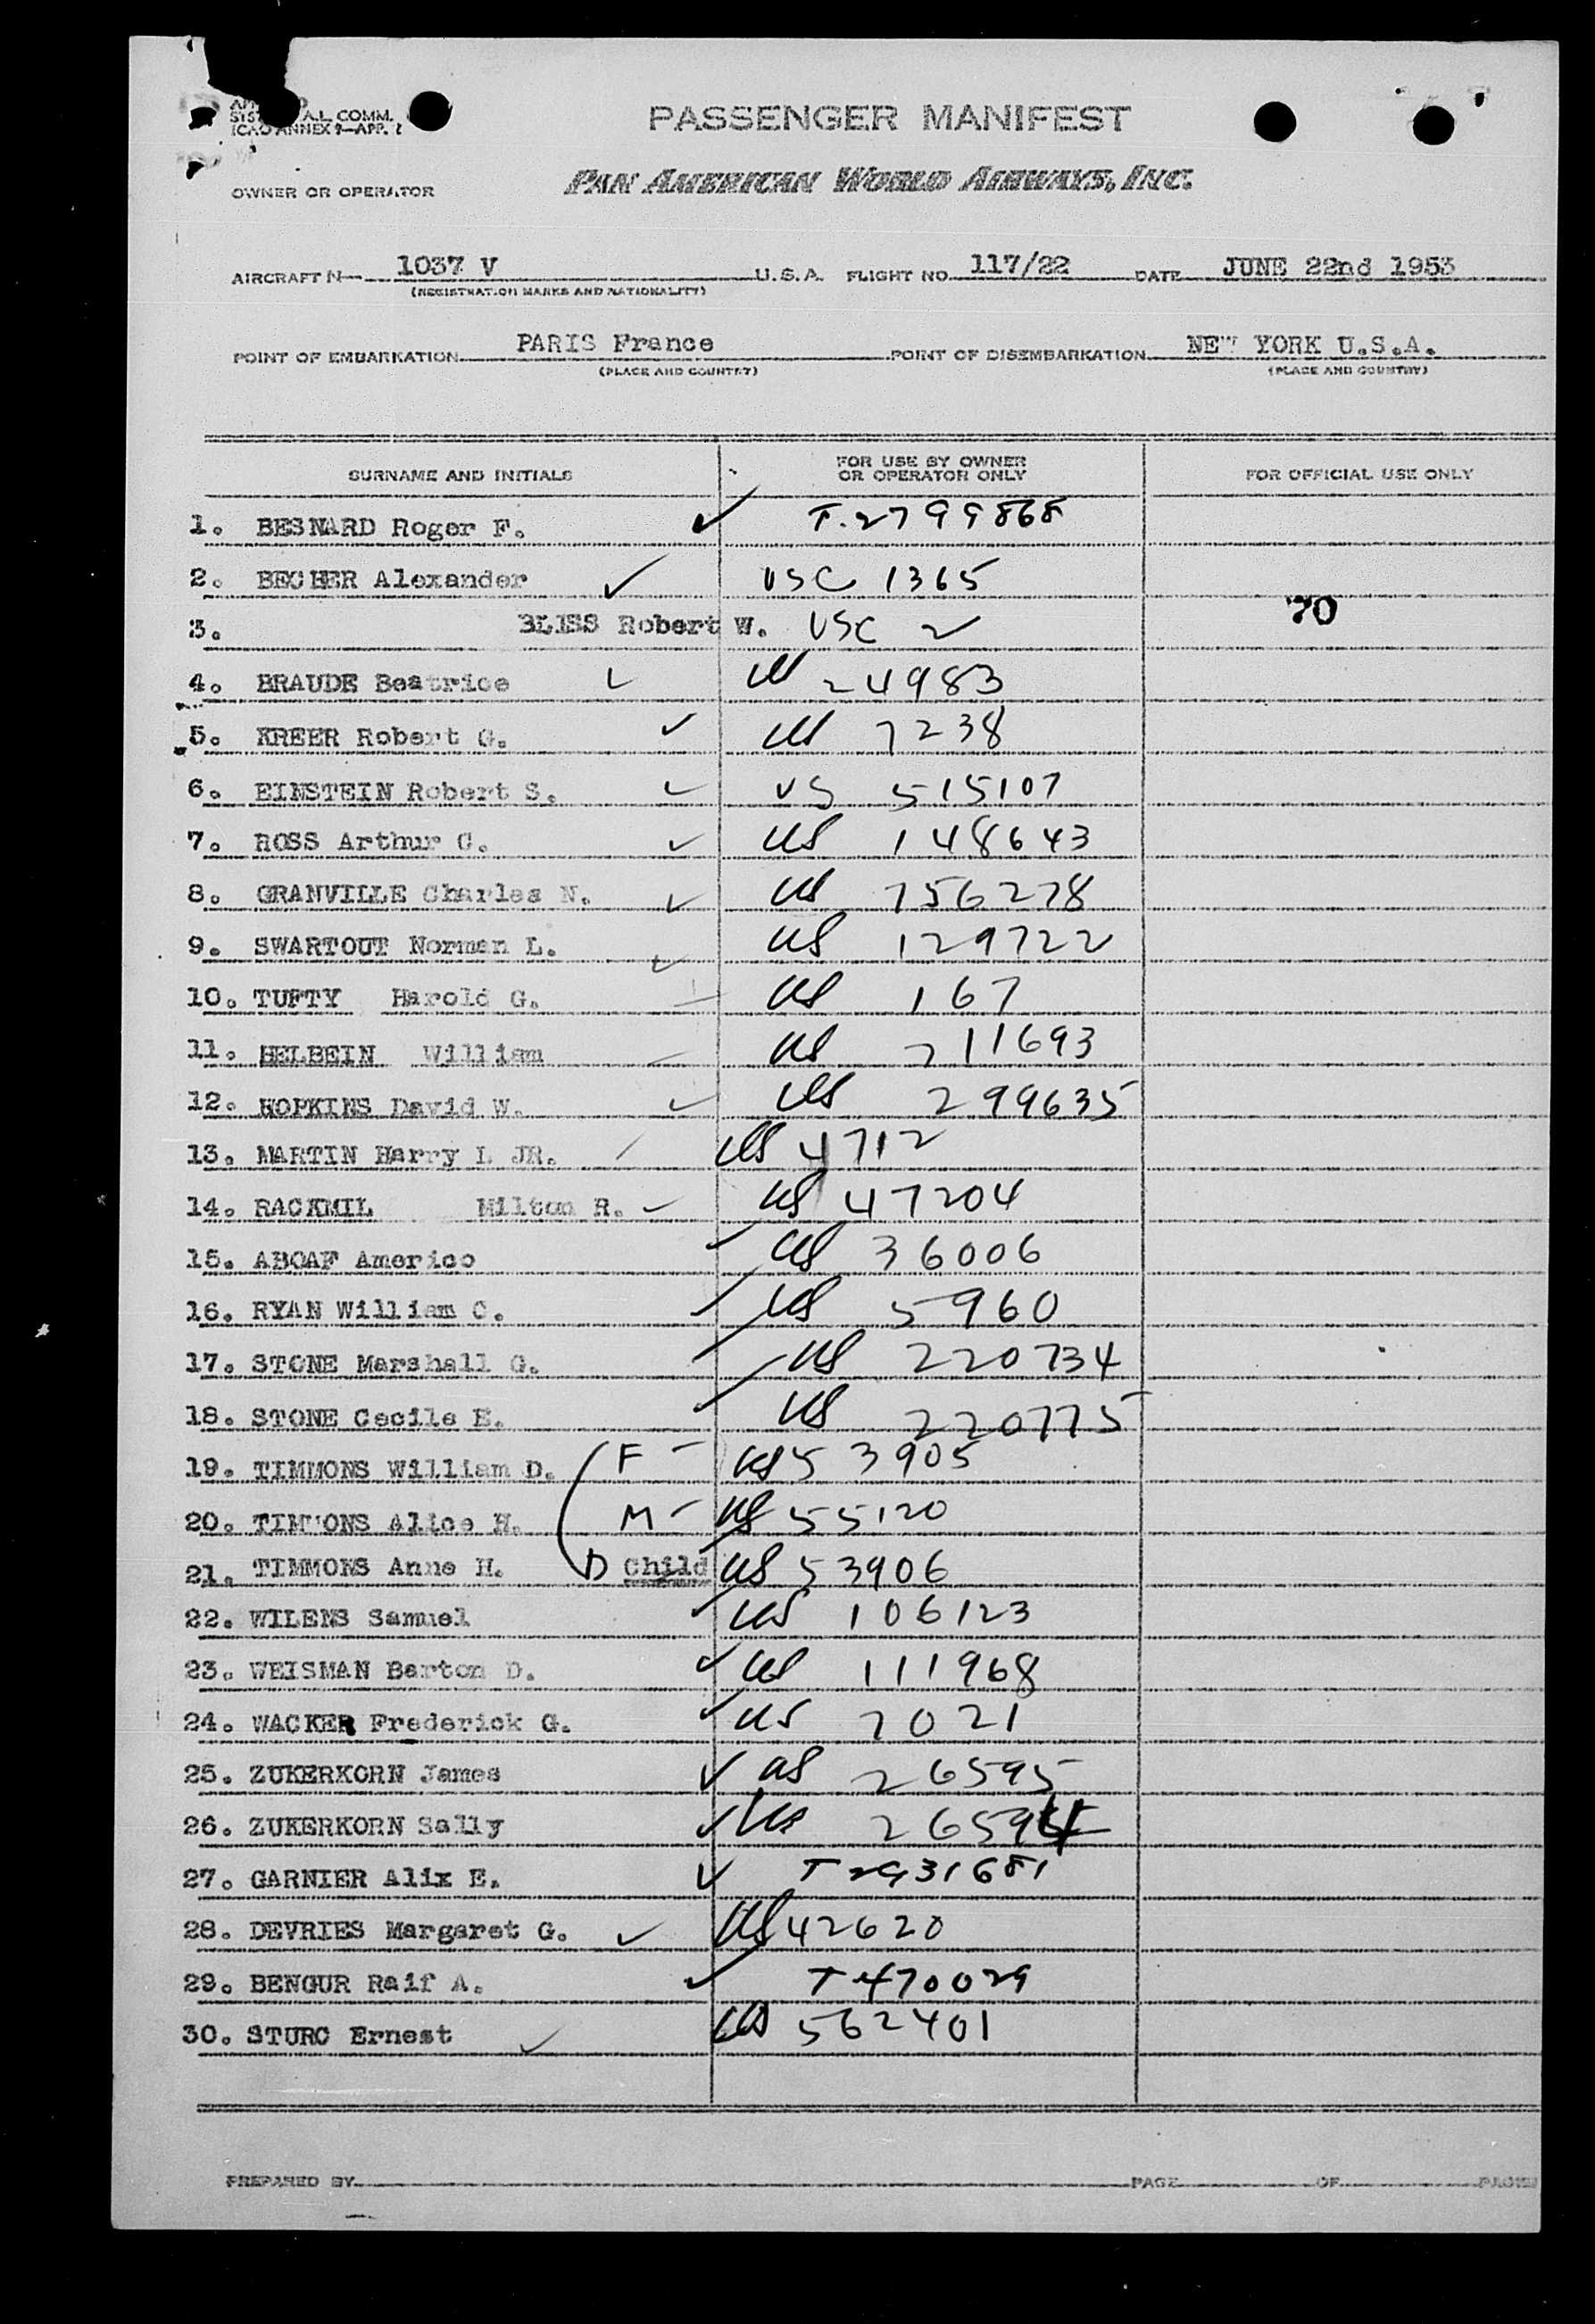 A.L. COMM.
ICAO ANNEX 9—APP. 2
PASSENGER MANIFEST
OWNER OR OPERATOR
PAN AMERICAN WORLD AIRWAYS, INC.
AIRCRAFT N— 1037 V U.S.A. FLIGHT NO. 117/22 DATE JUNE 22nd 1953
(REGISTRATION MARKS AND NATIONALITY)
POINT OF EMBARKATION PARIS France POINT OF DISEMBARKATION NEW YORK U.S.A.
(PLACE AND COUNTRY) (PLACE AND COUNTRY)
SURNAME AND INITIALS FOR USE BY OWNER OR OPERATOR ONLY FOR OFFICIAL USE ONLY
1. BESNARD Roger F. ✓ T.2799868
2. BECHER Alexander ✓ USC 1365
3. BLISS Robert W. USC 2 70
4. BRAUDE Beatrice ✓ US 24983
5. KREER Robert G. ✓ US 7238
6. EINSTEIN Robert S. ✓ US 515107
7. ROSS Arthur G. ✓ US 148643
8. GRANVILLE Charles N. ✓ US 756278
9. SWARTOUT Norman L. ✓ US 129722
10. TUFTY Harold G. US 167
11. HELBEIN William US 211693
12. HOPKINS David W. ✓ US 299635
13. MARTIN Harry L JR. US 4712
14. RACKMIL Milton R. ✓ US 47204
15. ABOAF Americo ✓ US 36006
16. RYAN William C. ✓ US 5960
17. STONE Marshall G. ✓ US 220734
18. STONE Cecile E. ✓ US 220775
19. TIMMONS William D. F US 53905
20. TIMMONS Alice H. M US 55120
21. TIMMONS Anne H. D Child US 53906
22. WILENS Samuel ✓ US 106123
23. WEISMAN Barton D. ✓ US 111968
24. WACKER Frederick G. ✓ US 7021
25. ZUKERKORN James ✓ US 26595
26. ZUKERKORN Sally ✓ US 26594
27. GARNIER Alix E. ✓ T 2931681
28. DEVRIES Margaret G. ✓ US 42620
29. BENGUR Raif A. ✓ T 470029
30. STURC Ernest ✓ US 562401
PREPARED BY PAGE OF PAGES